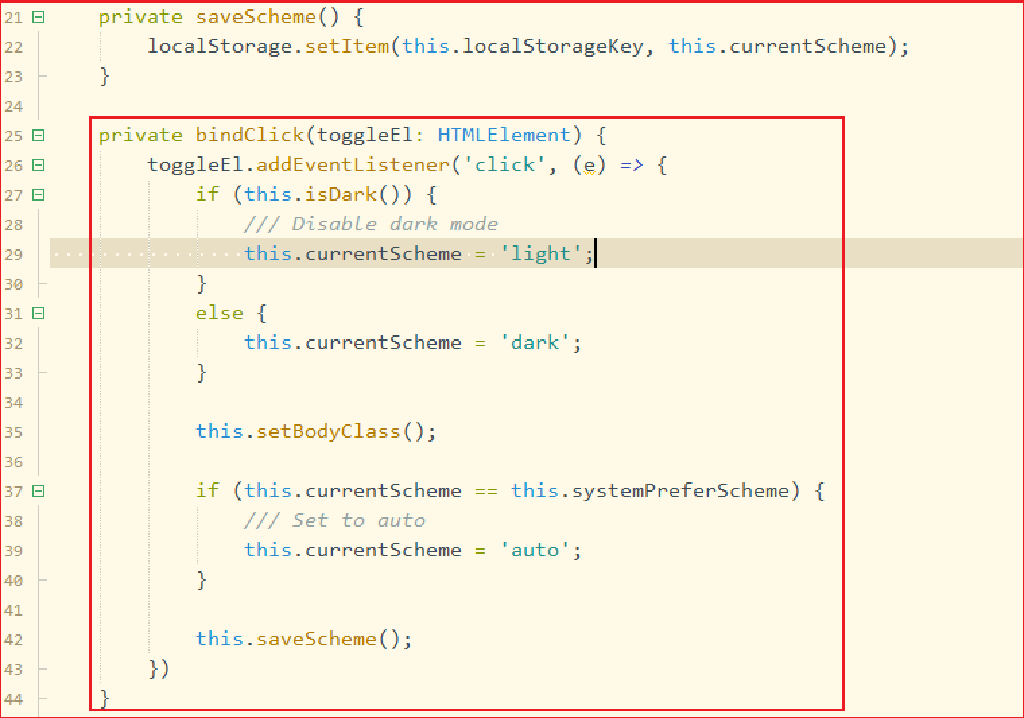 21 private saveScheme() {
22 localStorage.setItem(this.localStorageKey, this.currentScheme);
23 }
24
25 private bindClick(toggleEl: HTMLElement) {
26 toggleEl.addEventListener('click', (e) => {
27 if (this.isDark()) {
28 /// Disable dark mode
29 this.currentScheme = 'light';
30 }
31 else {
32 this.currentScheme = 'dark';
33 }
34
35 this.setBodyClass();
36
37 if (this.currentScheme == this.systemPreferScheme) {
38 /// Set to auto
39 this.currentScheme = 'auto';
40 }
41
42 this.saveScheme();
43 })
44 }